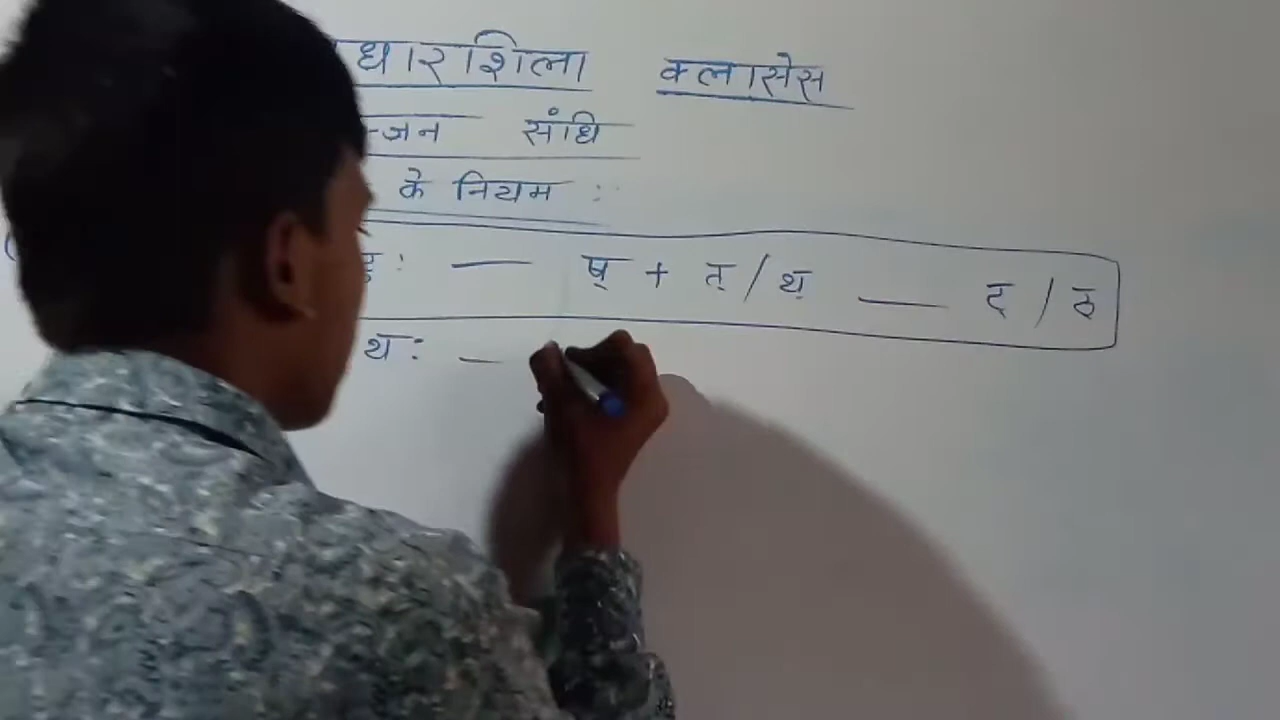 धारशिला क्लासेस
-जन संधि
के नियम :
: — ष् + त् / थ् — ट् / ठ
थ: —